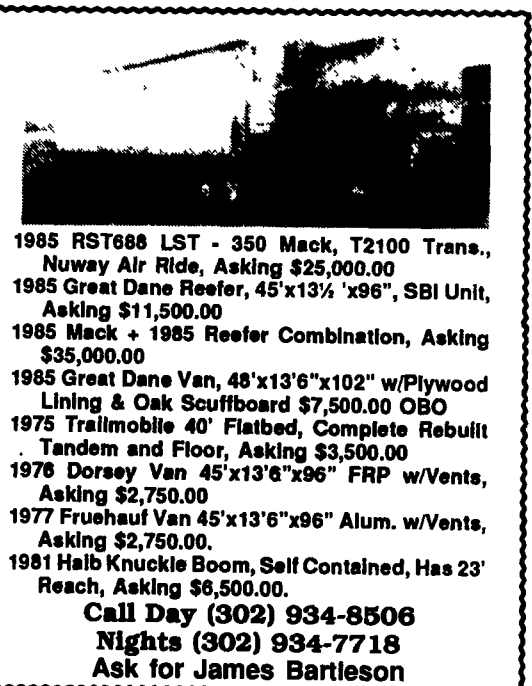 1985 RST688 LST - 350 Mack, T2100 Trans.,
Nuway Air Ride, Asking $25,000.00
1985 Great Dane Reefer, 45'x13½ 'x96", SBI Unit,
Asking $11,500.00
1985 Mack + 1985 Reefer Combination, Asking
$35,000.00
1985 Great Dane Van, 48'x13'6"x102" w/Plywood
Lining & Oak Scuffboard $7,500.00 OBO
1975 Trailmobile 40' Flatbed, Complete Rebuilt
Tandem and Floor, Asking $3,500.00
1976 Dorsey Van 45'x13'6"x96" FRP w/Vents,
Asking $2,750.00
1977 Fruehauf Van 45'x13'6"x96" Alum. w/Vents,
Asking $2,750.00.
1981 Haib Knuckle Boom, Self Contained, Has 23'
Reach, Asking $6,500.00.
Call Day (302) 934-8506
Nights (302) 934-7718
Ask for James Bartleson